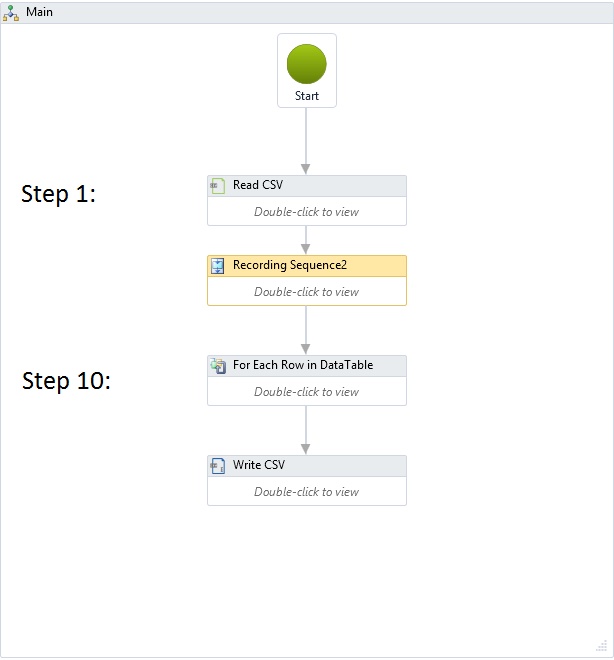 Main
Start
Step 1:
Read CSV
Double-click to view
Recording Sequence2
Double-click to view
Step 10:
For Each Row in DataTable
Double-click to view
Write CSV
Double-click to view